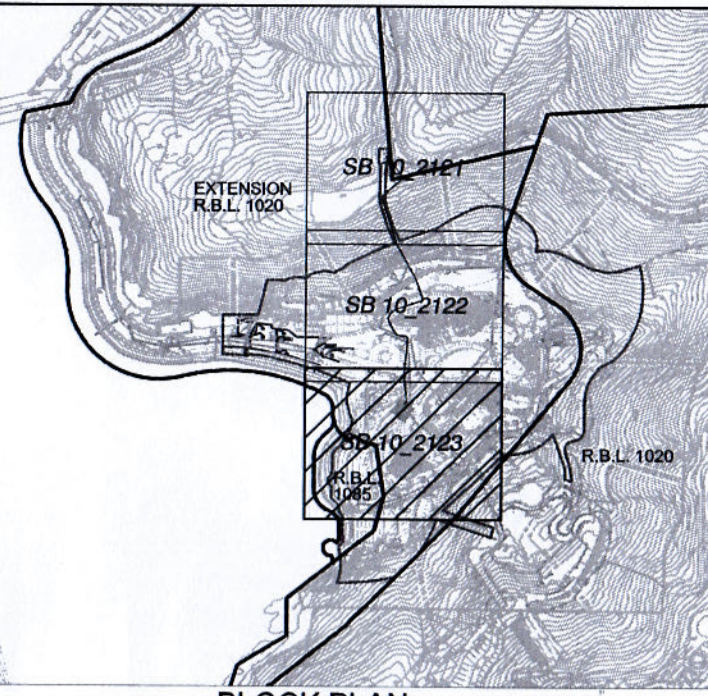 SB 10_2121
EXTENSION
R.B.L. 1020
SB 10_2122
SB 10_2123
R.B.L. 1020
R.B.L.
1085
BLOCK PLAN